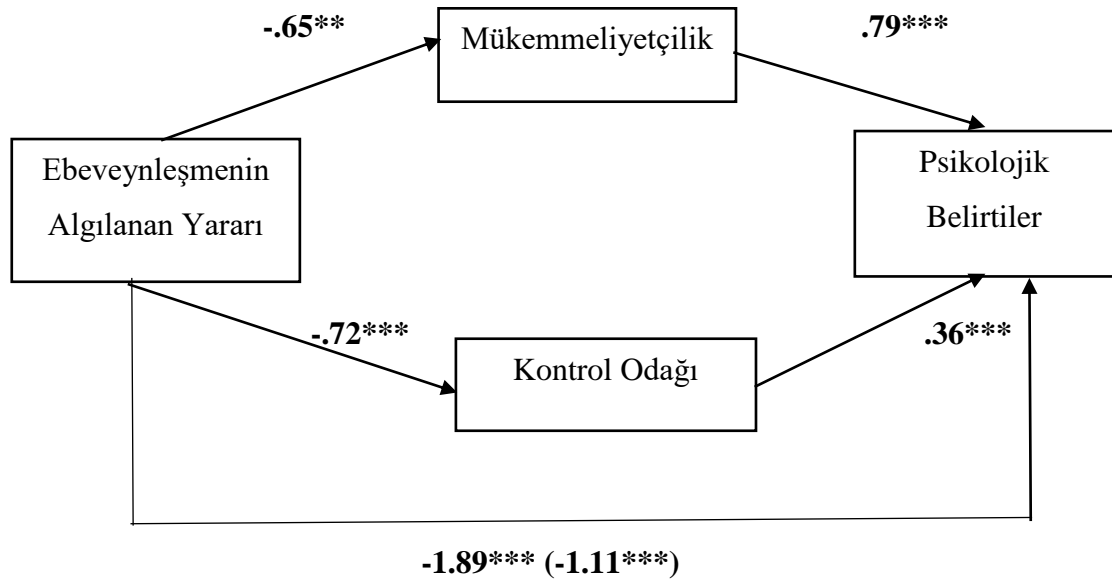 -.65**
Mükemmeliyetçilik
.79***
Ebeveynleşmenin
Algılanan Yararı
Psikolojik
Belirtiler
-.72***
Kontrol Odağı
.36***
-1.89*** (-1.11***)